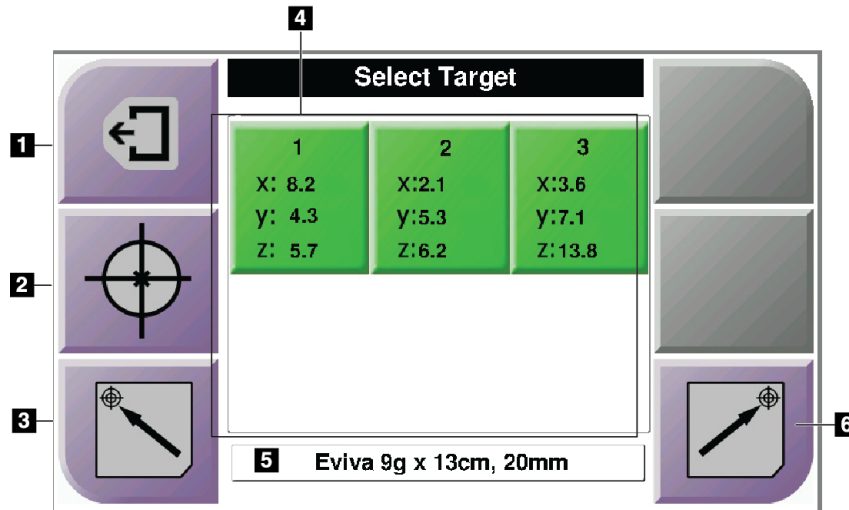 4
Select Target
1
1 2 3
x: 8.2 x:2.1 x:3.6
y: 4.3 y:5.3 y:7.1
z: 5.7 z:6.2 z:13.8
2
3
6
5 Eviva 9g x 13cm, 20mm